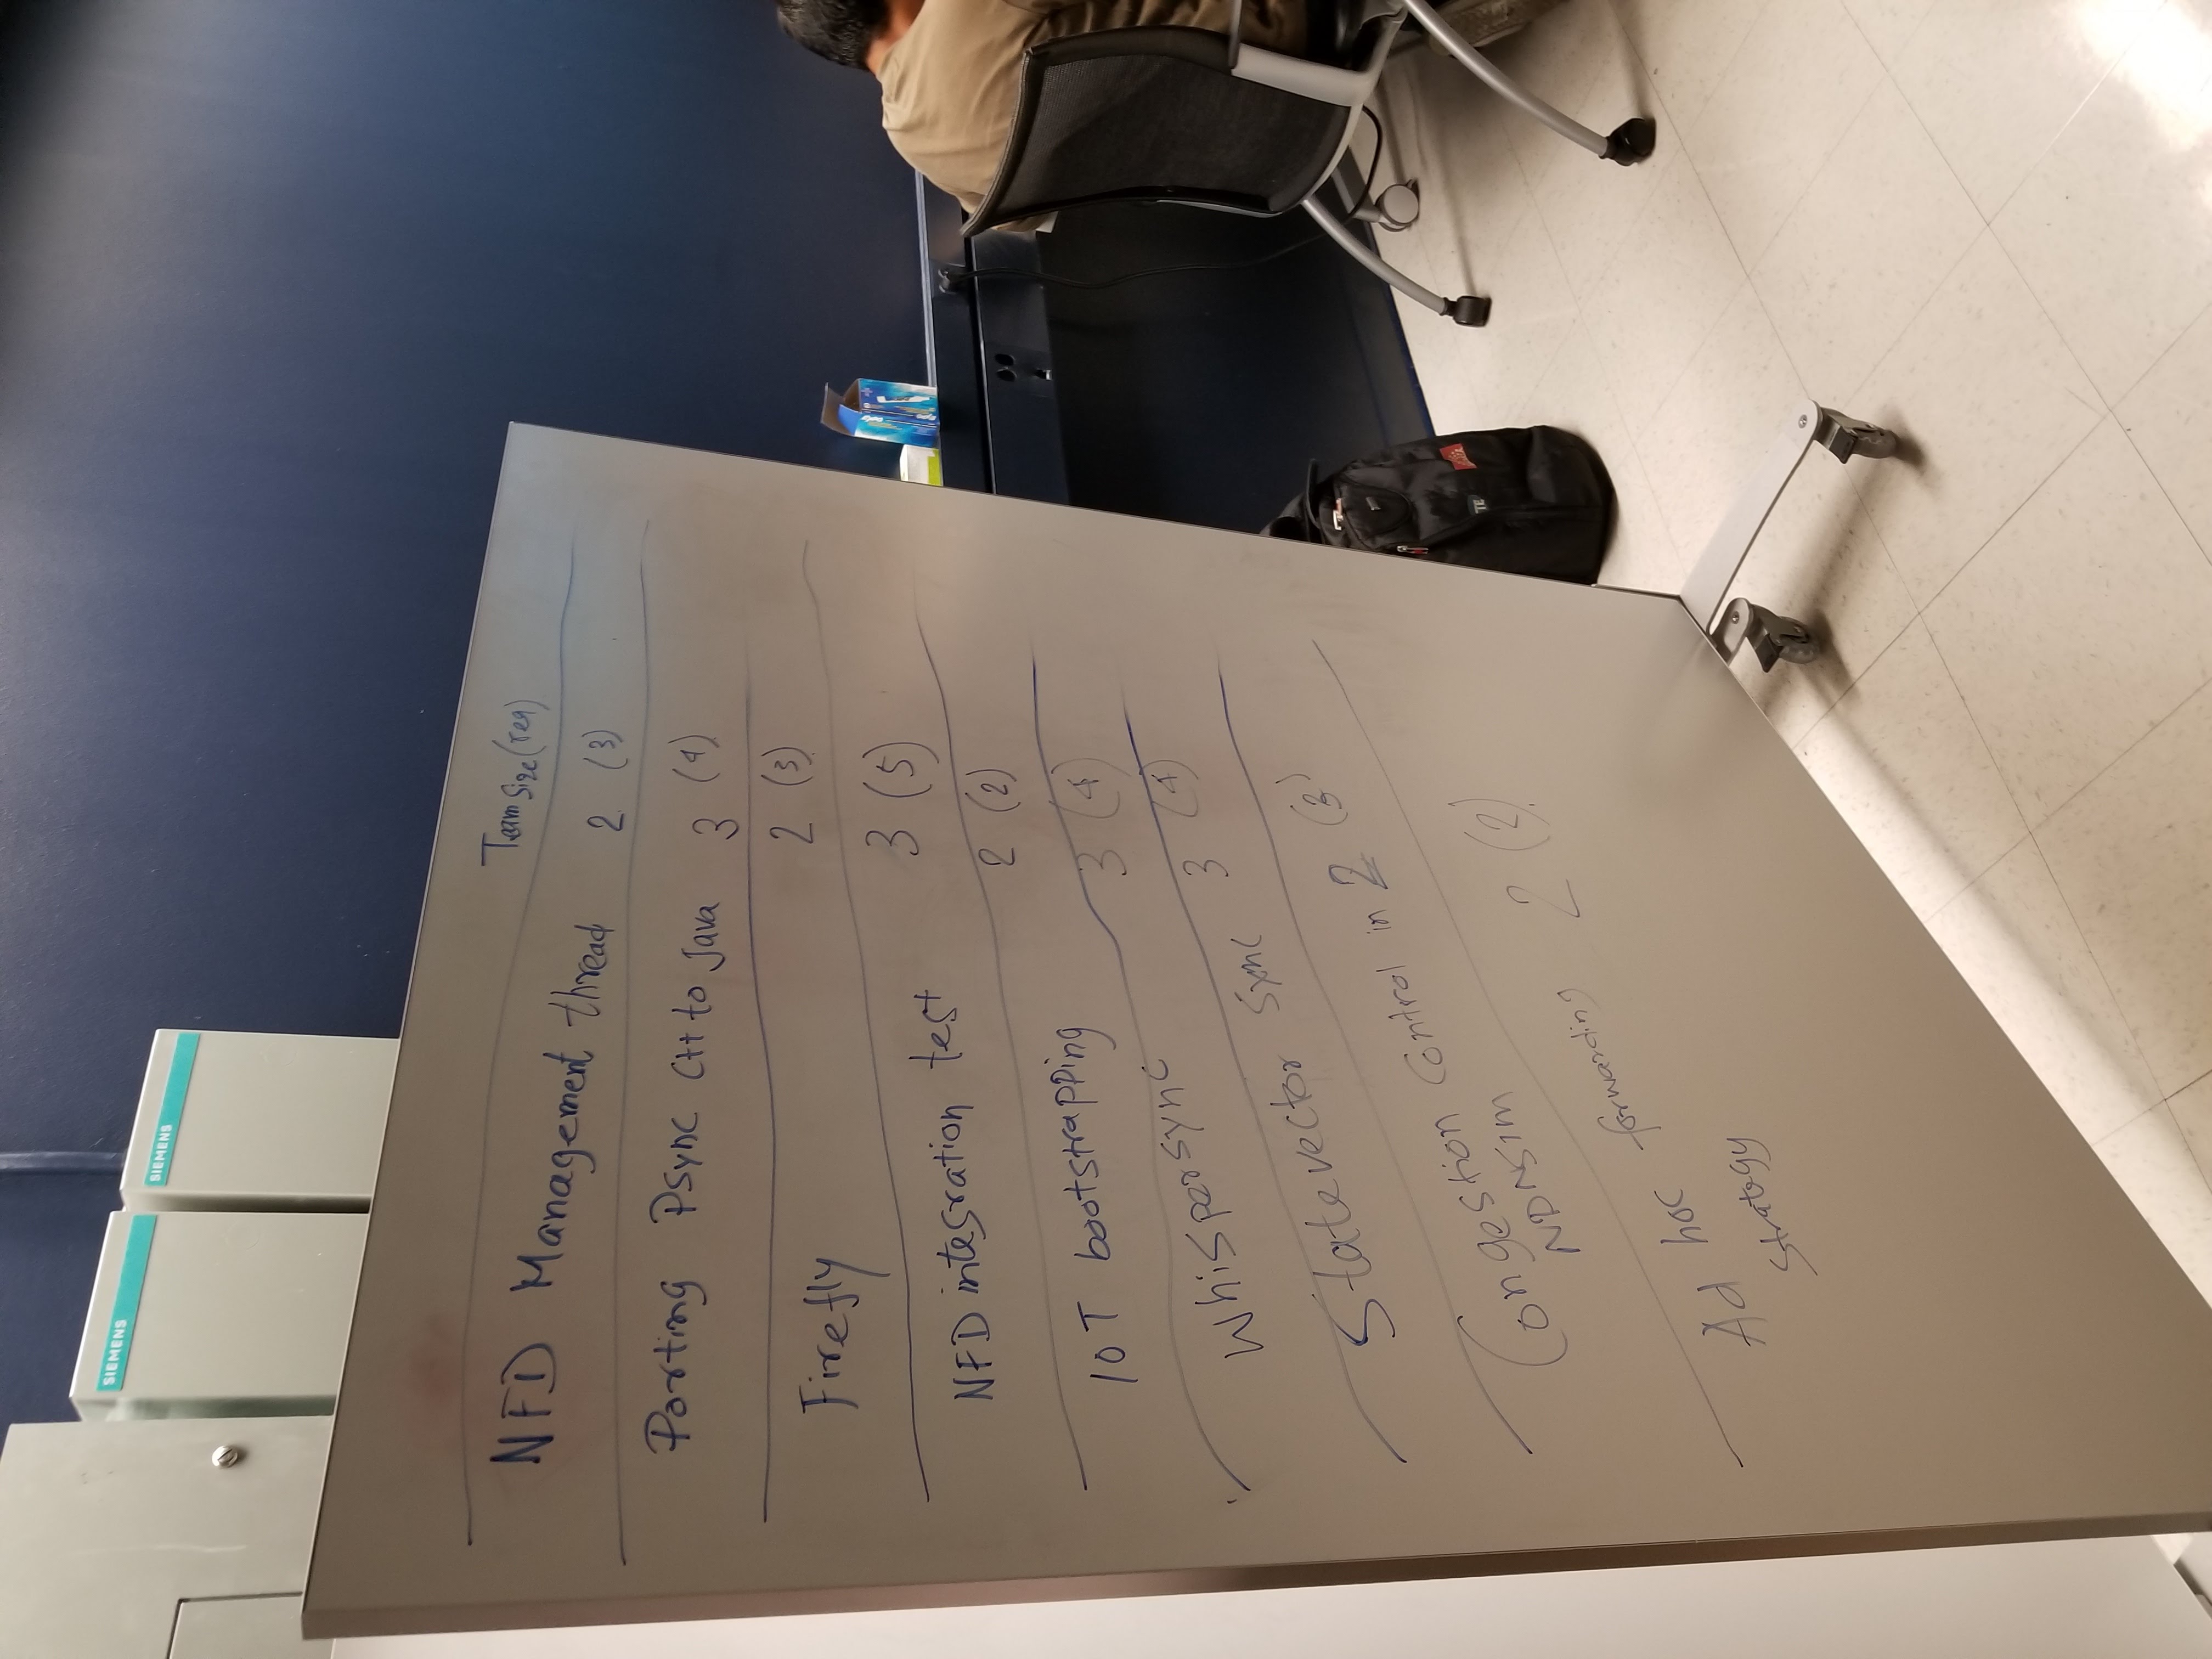 SIEMENS
SIEMENS
Team Size (req)
NFD Management thread 2 (3)
Porting PSync C++ to Java 3 (4)
Firefly 2 (3)
NFD integration test 3 (5)
IOT bootstrapping 2 (2)
Whispersync 3 (4)
Statevector Sync 3 (4)
Congestion Control in 2 (3)
NDNSIM
Ad hoc forwarding 2 (2)
Strategy